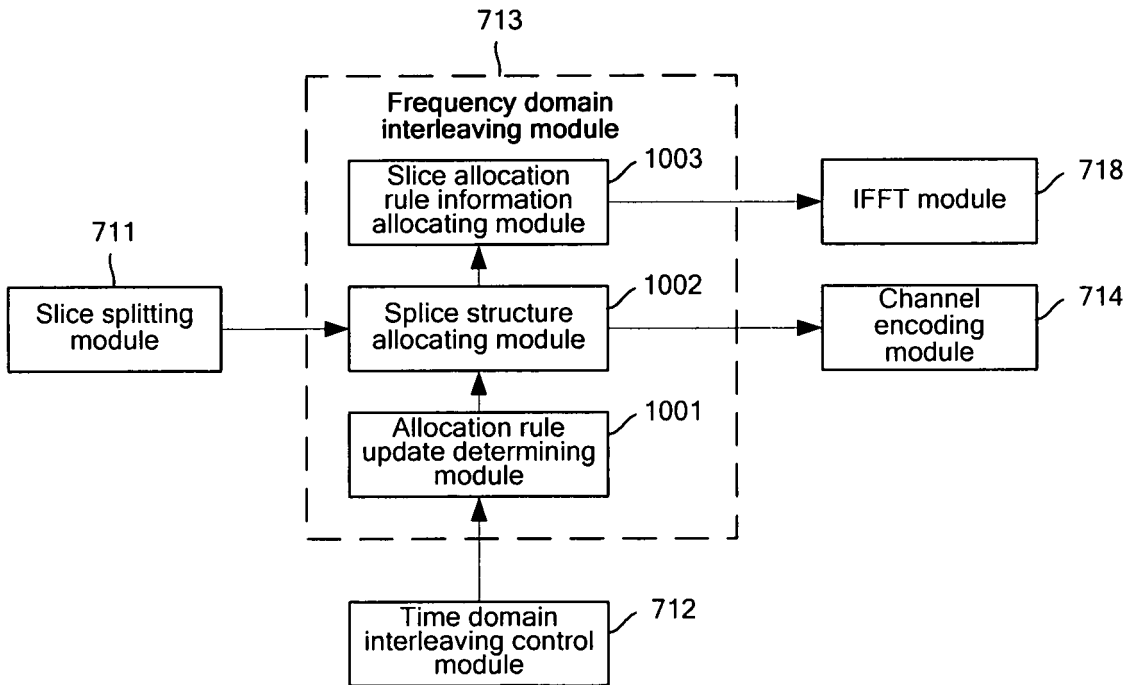 713
Frequency domain
interleaving module
1003
Slice allocation
rule information
allocating module
718
IFFT module
711
Slice splitting
module
1002
Splice structure
allocating module
714
Channel
encoding
module
1001
Allocation rule
update determining
module
712
Time domain
interleaving control
module